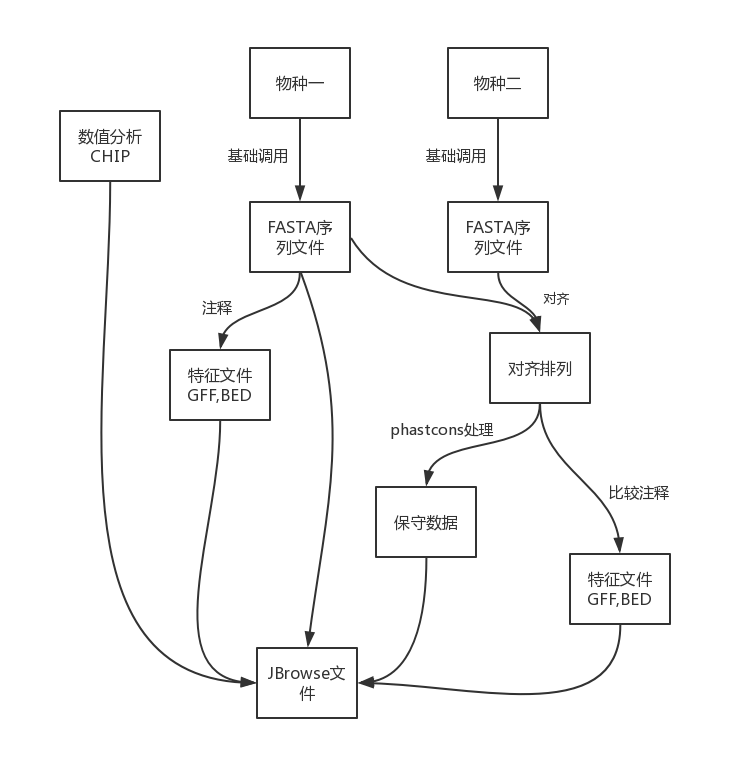 物种一
物种二
数值分析
CHIP
基础调用
基础调用
FASTA序
列文件
FASTA序
列文件
注释
对齐
特征文件
GFF,BED
对齐排列
phastcons处理
保守数据
比较注释
特征文件
GFF,BED
JBrowse文
件